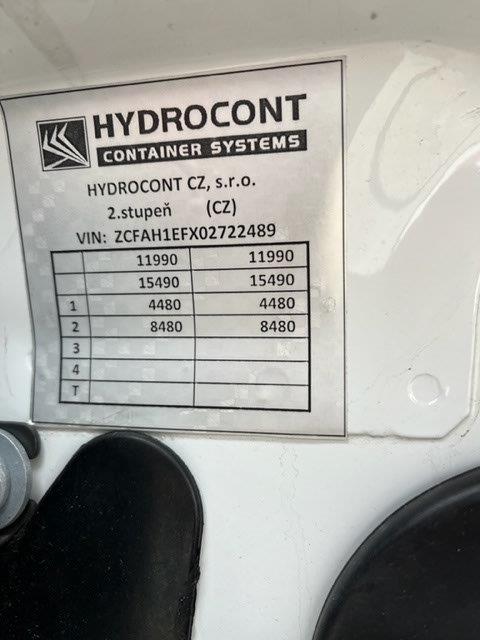 HYDROCONT
CONTAINER SYSTEMS
HYDROCONT CZ, s.r.o.
2.stupeň (CZ)
VIN: ZCFAH1EFX02722489
11990 11990
15490 15490
1 4480 4480
2 8480 8480
3
4
T